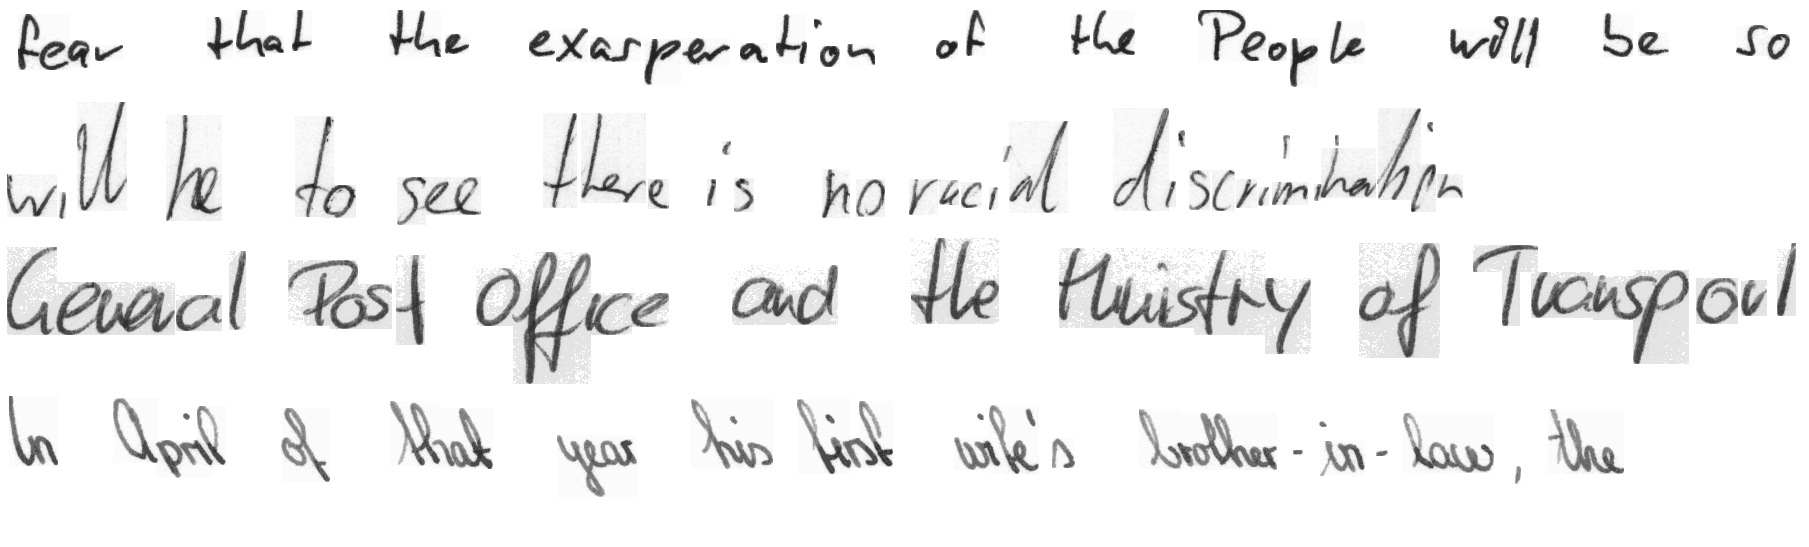 fear that the exasperation of the People will be so
will he to see there is no racial discrimination
General Post Office and the Ministry of Transport
In April of that year his first wife's brother-in-law, the